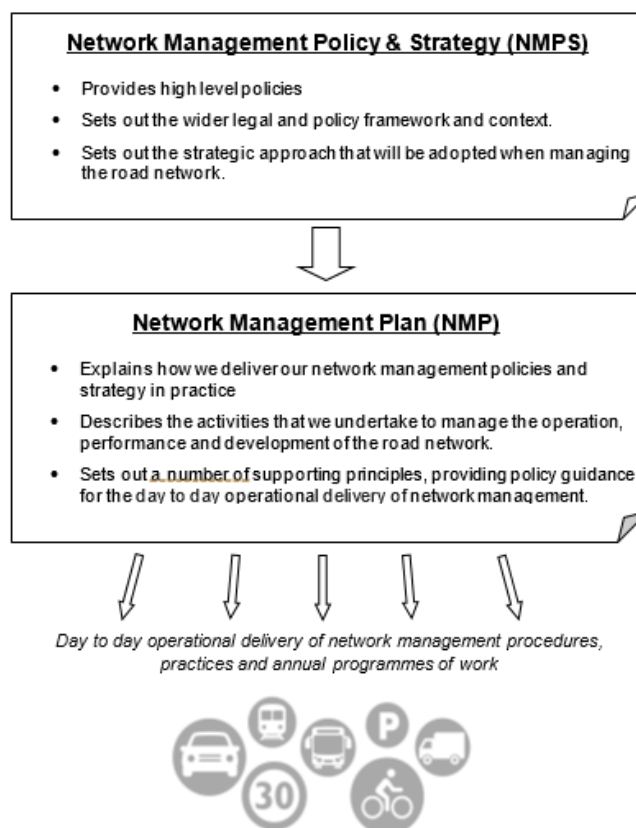 Network Management Policy & Strategy (NMPS)
• Provides high level policies
• Sets out the wider legal and policy framework and context.
• Sets out the strategic approach that will be adopted when managing
the road network.
Network Management Plan (NMP)
• Explains how we deliver our network management policies and
strategy in practice
• Describes the activities that we undertake to manage the operation,
performance and development of the road network.
• Sets out a number of supporting principles, providing policy guidance
for the day to day operational delivery of network management.
Day to day operational delivery of network management procedures,
practices and annual programmes of work
P
30